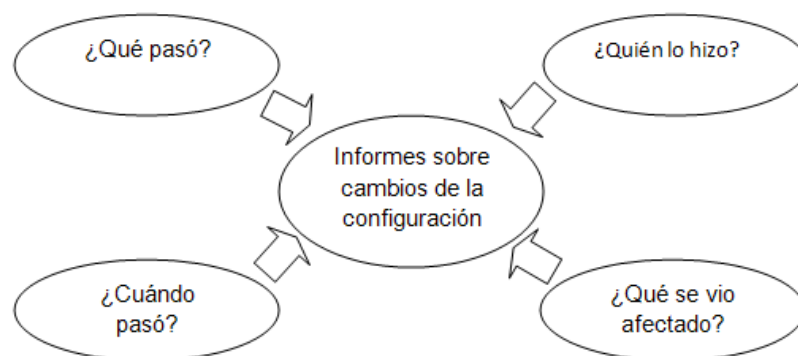 ¿Qué pasó?
¿Quién lo hizo?
Informes sobre
cambios de la
configuración
¿Cuándo
pasó?
¿Qué se vio
afectado?